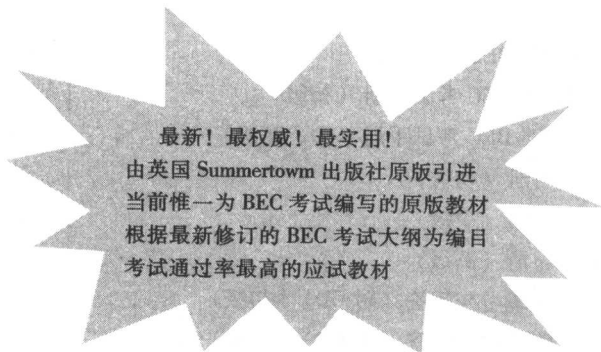 最新！最权威！最实用！
由英国 Summertowm 出版社原版引进
当前惟一为 BEC 考试编写的原版教材
根据最新修订的 BEC 考试大纲为编目
考试通过率最高的应试教材